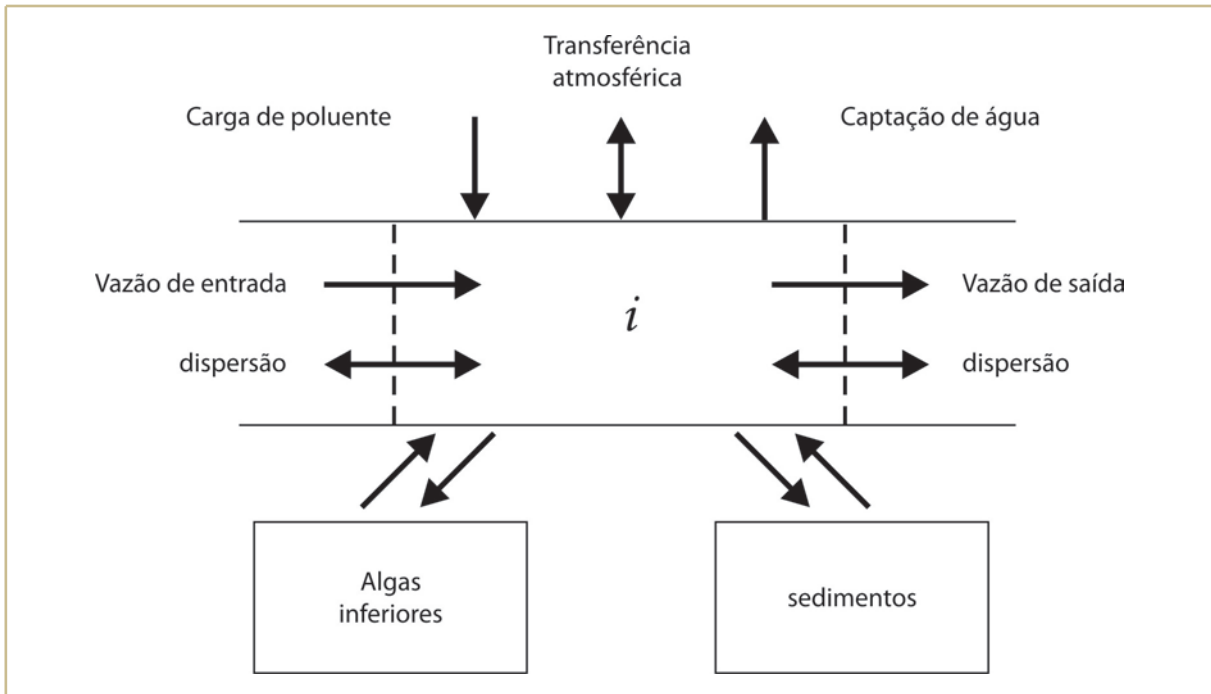 Transferência
atmosférica
Carga de poluente
Captação de água
Vazão de entrada
i
Vazão de saída
dispersão
dispersão
Algas
inferiores
sedimentos